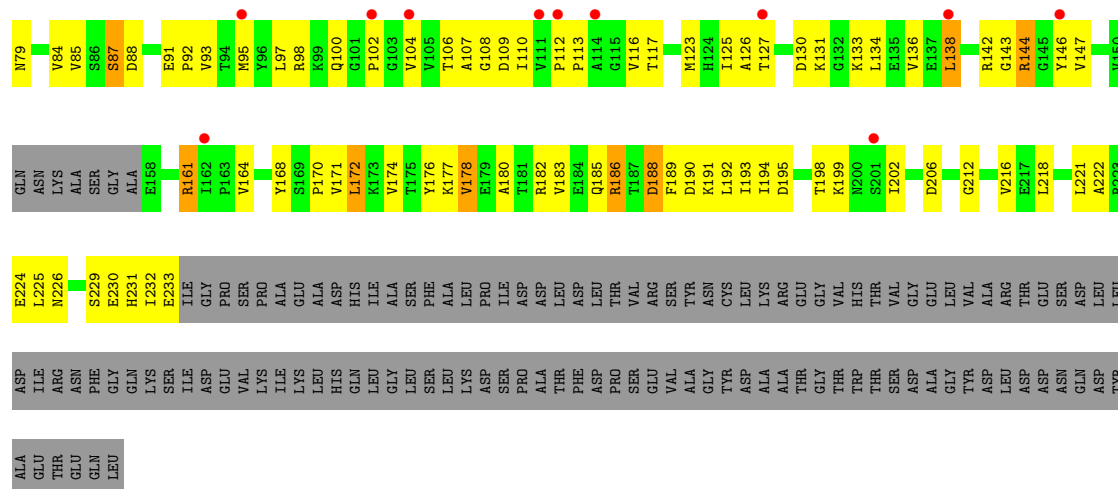 N79 V84 V85 S86 S87 D88 E91 P92 V93 T94 M95 Y96 L97 R98 K99 Q100 G101 P102 G103 V104 V105 T106 A107 G108 D109 I110 V111 P112 P113 A114 G115 V116 T117 M123 H124 I125 A126 T127 D130 K131 G132 K133 L134 E135 V136 E137 L138 R142 G143 R144 G145 Y146 V147 V150
GLN ASN LYS ALA SER GLY ALA E158 R161 I162 P163 V164 Y168 S169 P170 V171 L172 K173 V174 T175 Y176 K177 V178 E179 A180 T181 R182 V183 E184 Q185 R186 T187 D188 F189 D190 K191 L192 I193 I194 D195 T198 K199 N200 S201 I202 D206 G212 V216 E217 L218 L221 A222 R223
E224 L225 N226 S229 E230 H231 I232 E233 ILE GLY PRO SER PRO ALA GLU ALA ASP HIS ILE ALA SER PHE ALA LEU PRO ILE ASP ASP LEU ASP LEU THR VAL ARG SER TYR ASN CYS LEU LYS ARG GLU GLY VAL HIS THR VAL GLY GLU LEU VAL ALA ARG THR GLU SER ASP LEU LEU
ASP ILE ARG ASN PHE GLY GLN LYS SER ILE ASP GLU VAL LYS ILE LYS LEU HIS GLN LEU GLY LEU SER LEU LYS ASP SER PRO ALA THR PHE ASP PRO SER GLU VAL ALA GLY TYR ASP ALA ALA THR GLY THR TRP THR SER ASP ALA GLY TYR ASP LEU ASP ASP ASN GLN ASP TYR
ALA GLU THR GLU GLN LEU